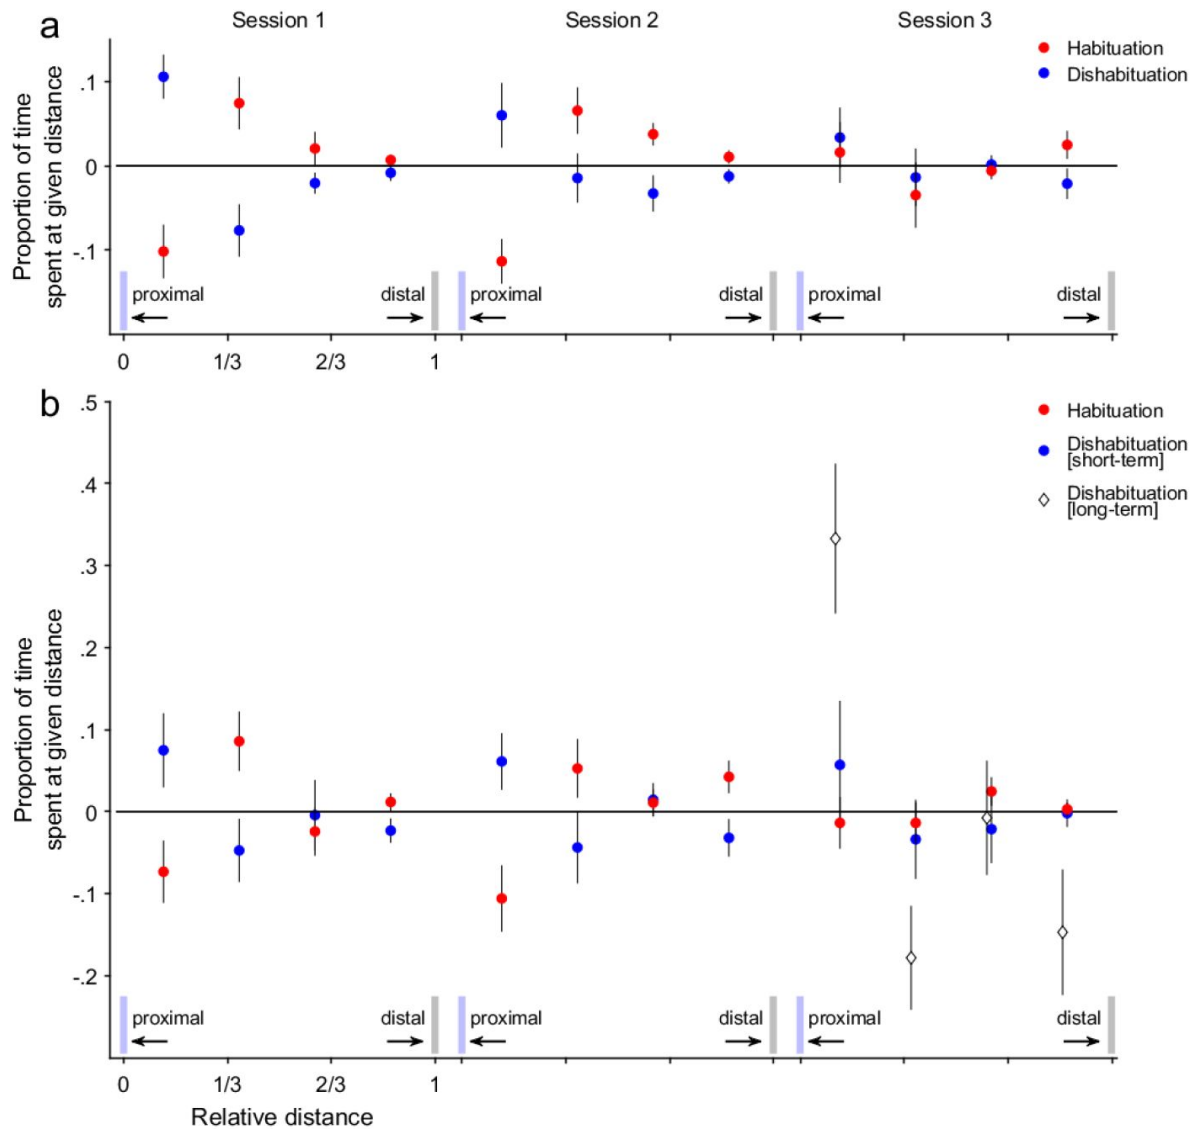 a
Session 1
Session 2
Session 3
Habituation
Dishabituation
Proportion of time
spent at given distance
.1
0
-.1
proximal
distal
proximal
distal
proximal
distal
0
1/3
2/3
1
b
.5
.4
.3
.2
.1
0
-.1
-.2
Habituation
Dishabituation
[short-term]
Dishabituation
[long-term]
Proportion of time
spent at given distance
proximal
distal
proximal
distal
proximal
distal
0
1/3
2/3
1
Relative distance